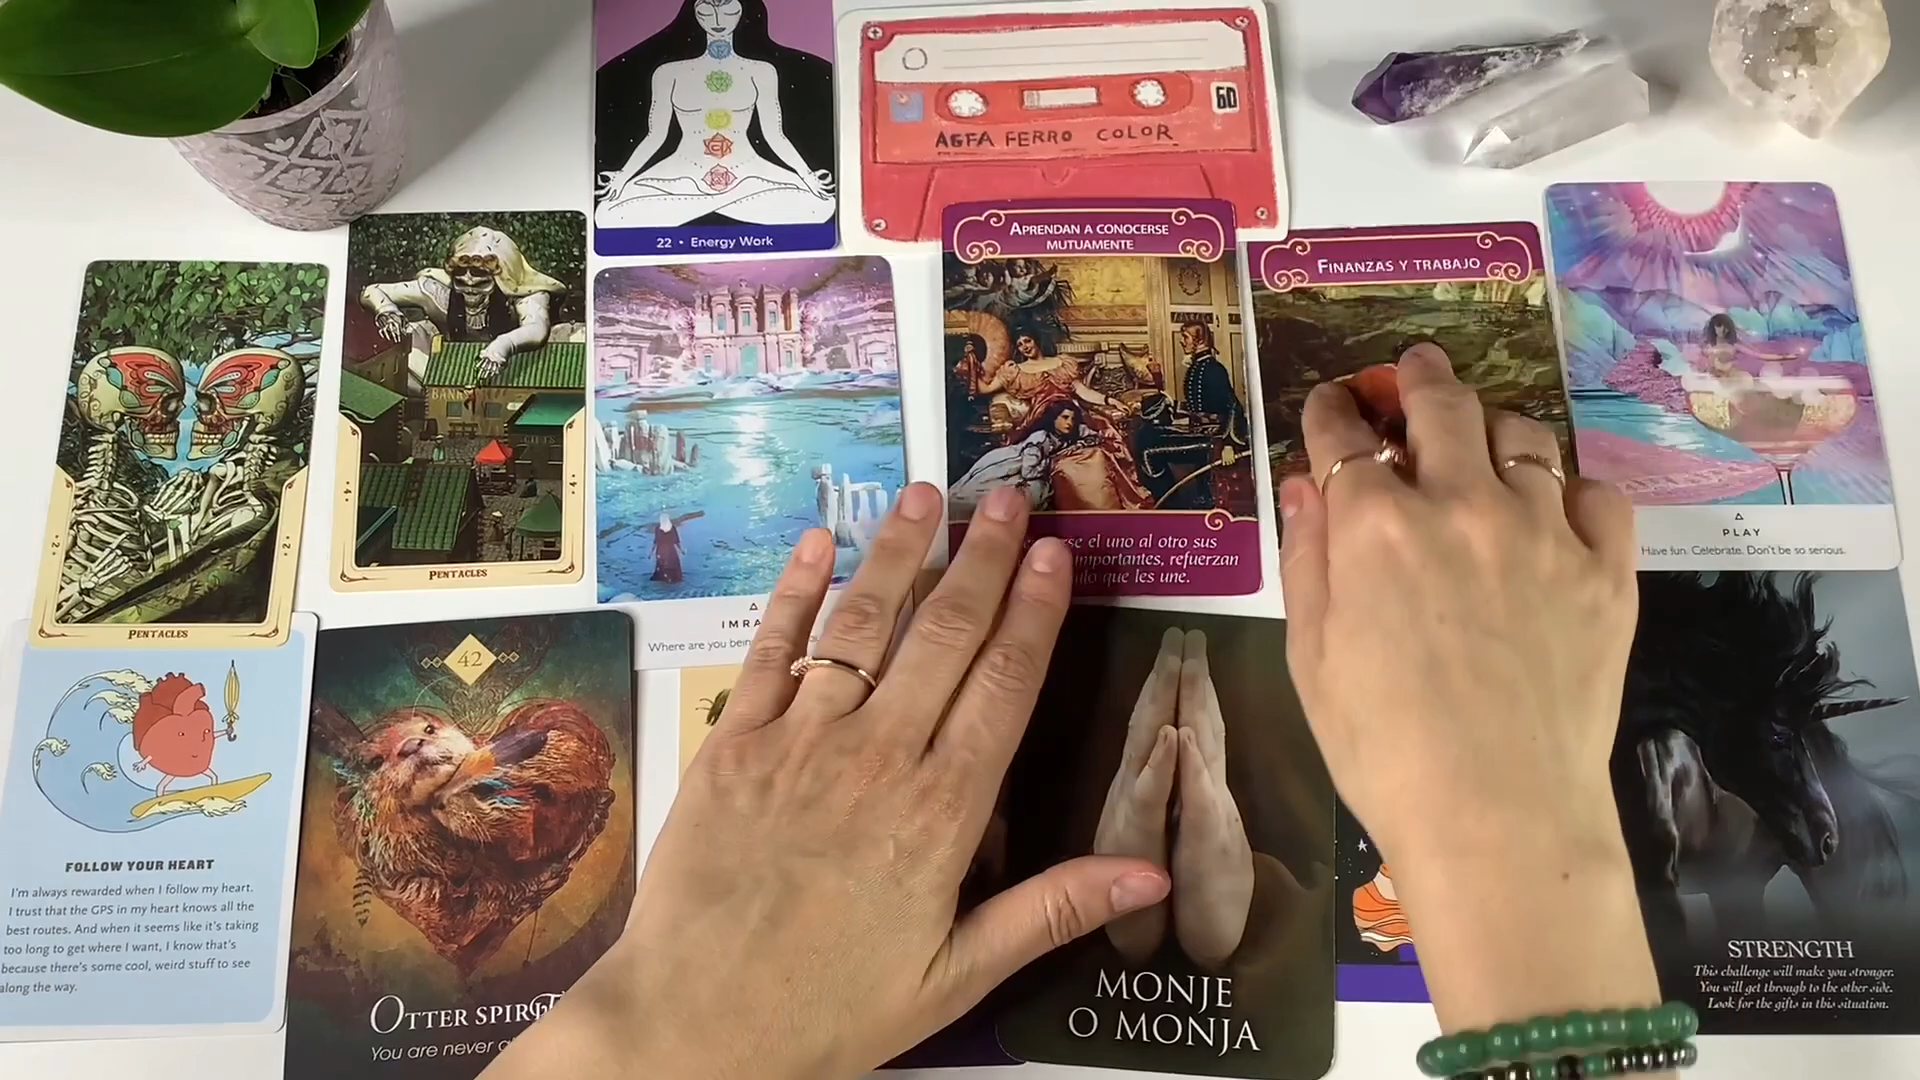 22 • Energy Work
60
AGFA FERRO COLOR
APRENDAN A CONOCERSE
MUTUAMENTE
el uno al otro sus
importantes, refuerzan
que les une.
FINANZAS Y TRABAJO
PLAY
Have fun. Celebrate. Don't be so serious.
2
2
PENTACLES
BANK
4
4
PENTACLES
Where are you
FOLLOW YOUR HEART
I'm always rewarded when I follow my heart.
I trust that the GPS in my heart knows all the
best routes. And when it seems like it's taking
too long to get where I want, I know that's
because there's some cool, weird stuff to see
along the way.
42
OTTER SPIRIT
You are never
MONJE
O MONJA
STRENGTH
This challenge will make you stronger.
You will get through to the other side.
Look for the gifts in this situation.